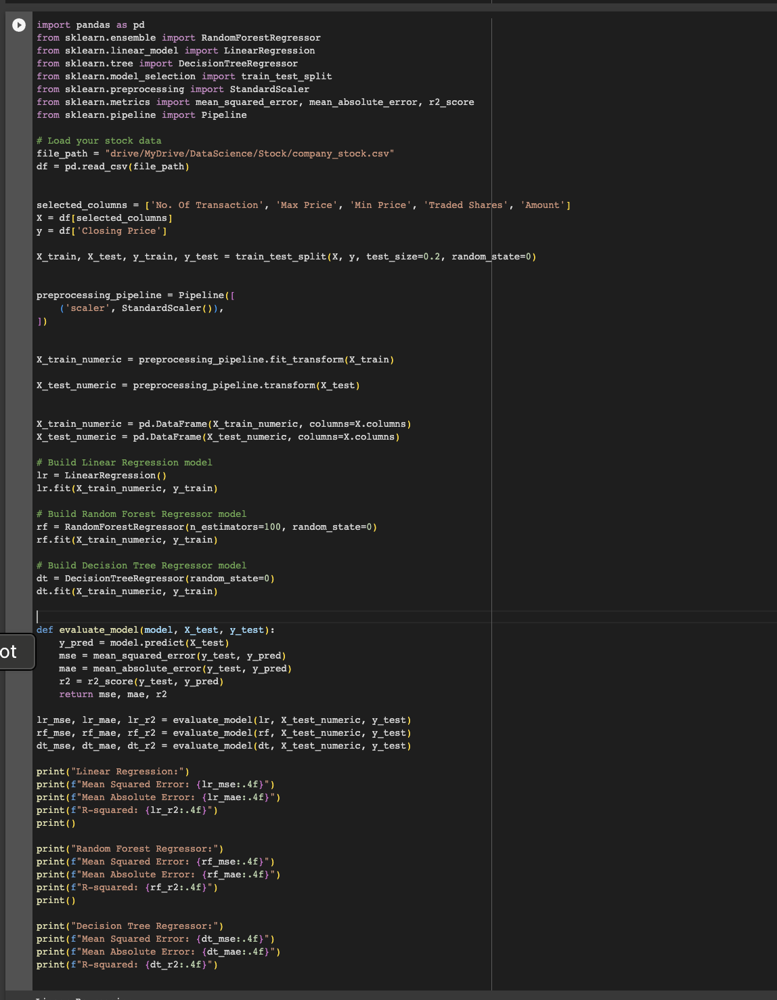 import pandas as pd
from sklearn.ensemble import RandomForestRegressor
from sklearn.linear_model import LinearRegression
from sklearn.tree import DecisionTreeRegressor
from sklearn.model_selection import train_test_split
from sklearn.preprocessing import StandardScaler
from sklearn.metrics import mean_squared_error, mean_absolute_error, r2_score
from sklearn.pipeline import Pipeline

# Load your stock data
file_path = "drive/MyDrive/DataScience/Stock/company_stock.csv"
df = pd.read_csv(file_path)

selected_columns = ['No. Of Transaction', 'Max Price', 'Min Price', 'Traded Shares', 'Amount']
X = df[selected_columns]
y = df['Closing Price']

X_train, X_test, y_train, y_test = train_test_split(X, y, test_size=0.2, random_state=0)

preprocessing_pipeline = Pipeline([
    ('scaler', StandardScaler()),
])

X_train_numeric = preprocessing_pipeline.fit_transform(X_train)

X_test_numeric = preprocessing_pipeline.transform(X_test)

X_train_numeric = pd.DataFrame(X_train_numeric, columns=X.columns)
X_test_numeric = pd.DataFrame(X_test_numeric, columns=X.columns)

# Build Linear Regression model
lr = LinearRegression()
lr.fit(X_train_numeric, y_train)

# Build Random Forest Regressor model
rf = RandomForestRegressor(n_estimators=100, random_state=0)
rf.fit(X_train_numeric, y_train)

# Build Decision Tree Regressor model
dt = DecisionTreeRegressor(random_state=0)
dt.fit(X_train_numeric, y_train)

def evaluate_model(model, X_test, y_test):
ot
    y_pred = model.predict(X_test)
    mse = mean_squared_error(y_test, y_pred)
    mae = mean_absolute_error(y_test, y_pred)
    r2 = r2_score(y_test, y_pred)
    return mse, mae, r2

lr_mse, lr_mae, lr_r2 = evaluate_model(lr, X_test_numeric, y_test)
rf_mse, rf_mae, rf_r2 = evaluate_model(rf, X_test_numeric, y_test)
dt_mse, dt_mae, dt_r2 = evaluate_model(dt, X_test_numeric, y_test)

print("Linear Regression:")
print(f"Mean Squared Error: {lr_mse:.4f}")
print(f"Mean Absolute Error: {lr_mae:.4f}")
print(f"R-squared: {lr_r2:.4f}")
print()

print("Random Forest Regressor:")
print(f"Mean Squared Error: {rf_mse:.4f}")
print(f"Mean Absolute Error: {rf_mae:.4f}")
print(f"R-squared: {rf_r2:.4f}")
print()

print("Decision Tree Regressor:")
print(f"Mean Squared Error: {dt_mse:.4f}")
print(f"Mean Absolute Error: {dt_mae:.4f}")
print(f"R-squared: {dt_r2:.4f}")